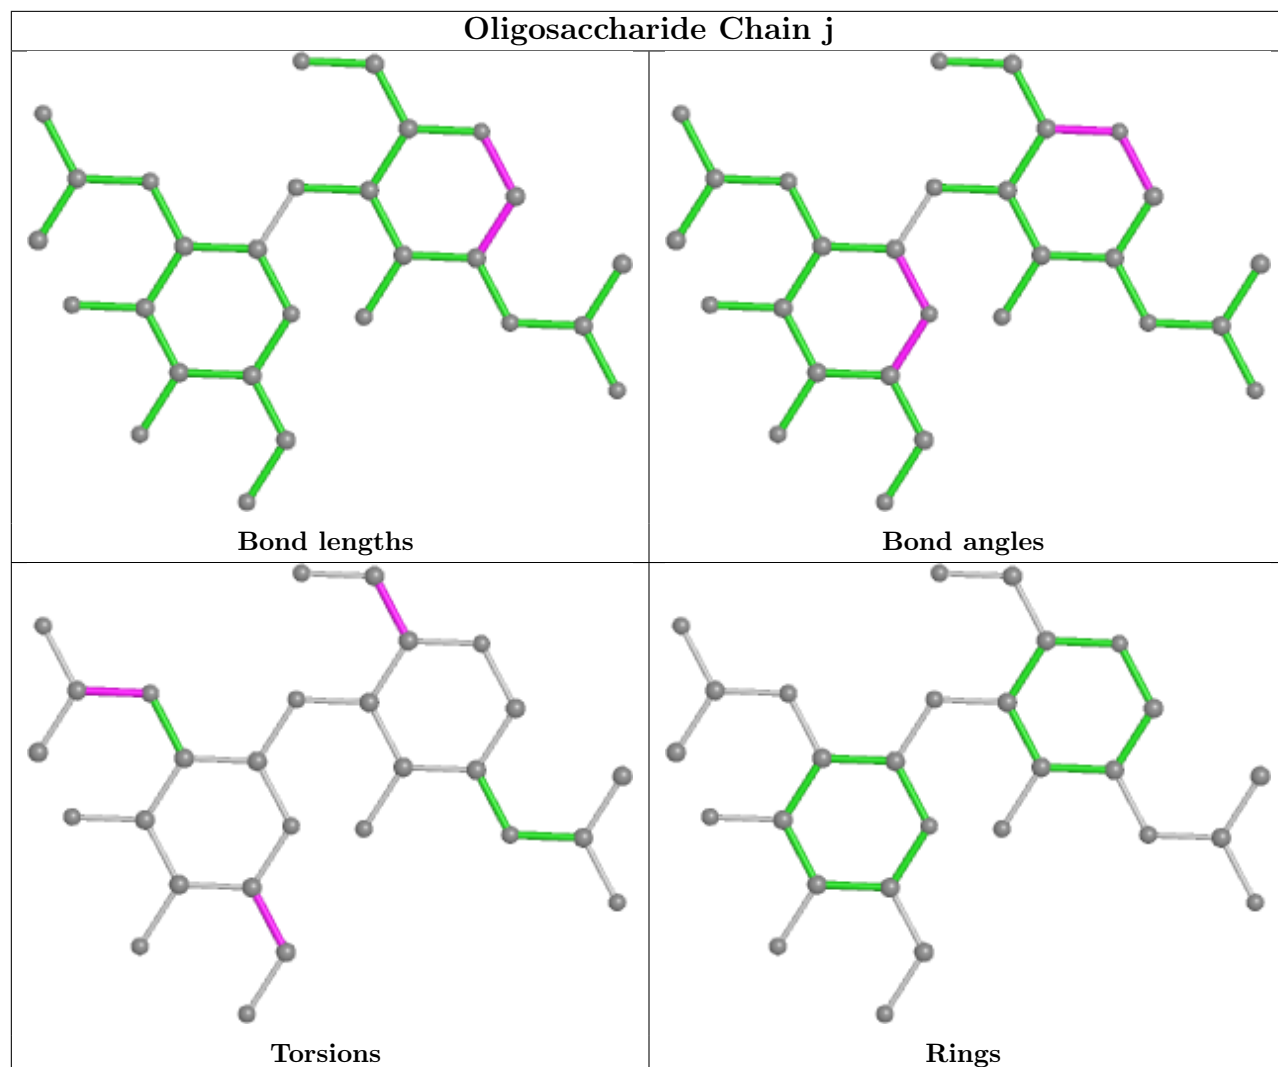 Oligosaccharide Chain j
Bond lengths
Bond angles
Torsions
Rings